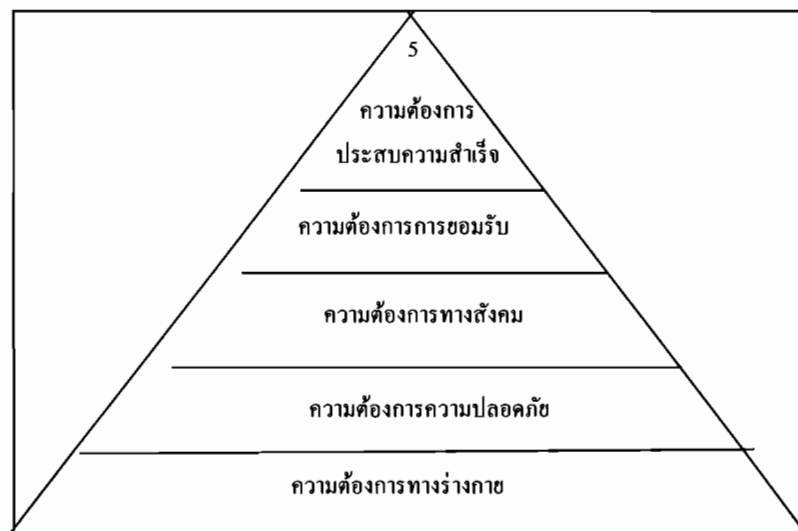 5
ความต้องการ
ประสบความสำเร็จ
ความต้องการการยอมรับ
ความต้องการทางสังคม
ความต้องการความปลอดภัย
ความต้องการทางร่างกาย